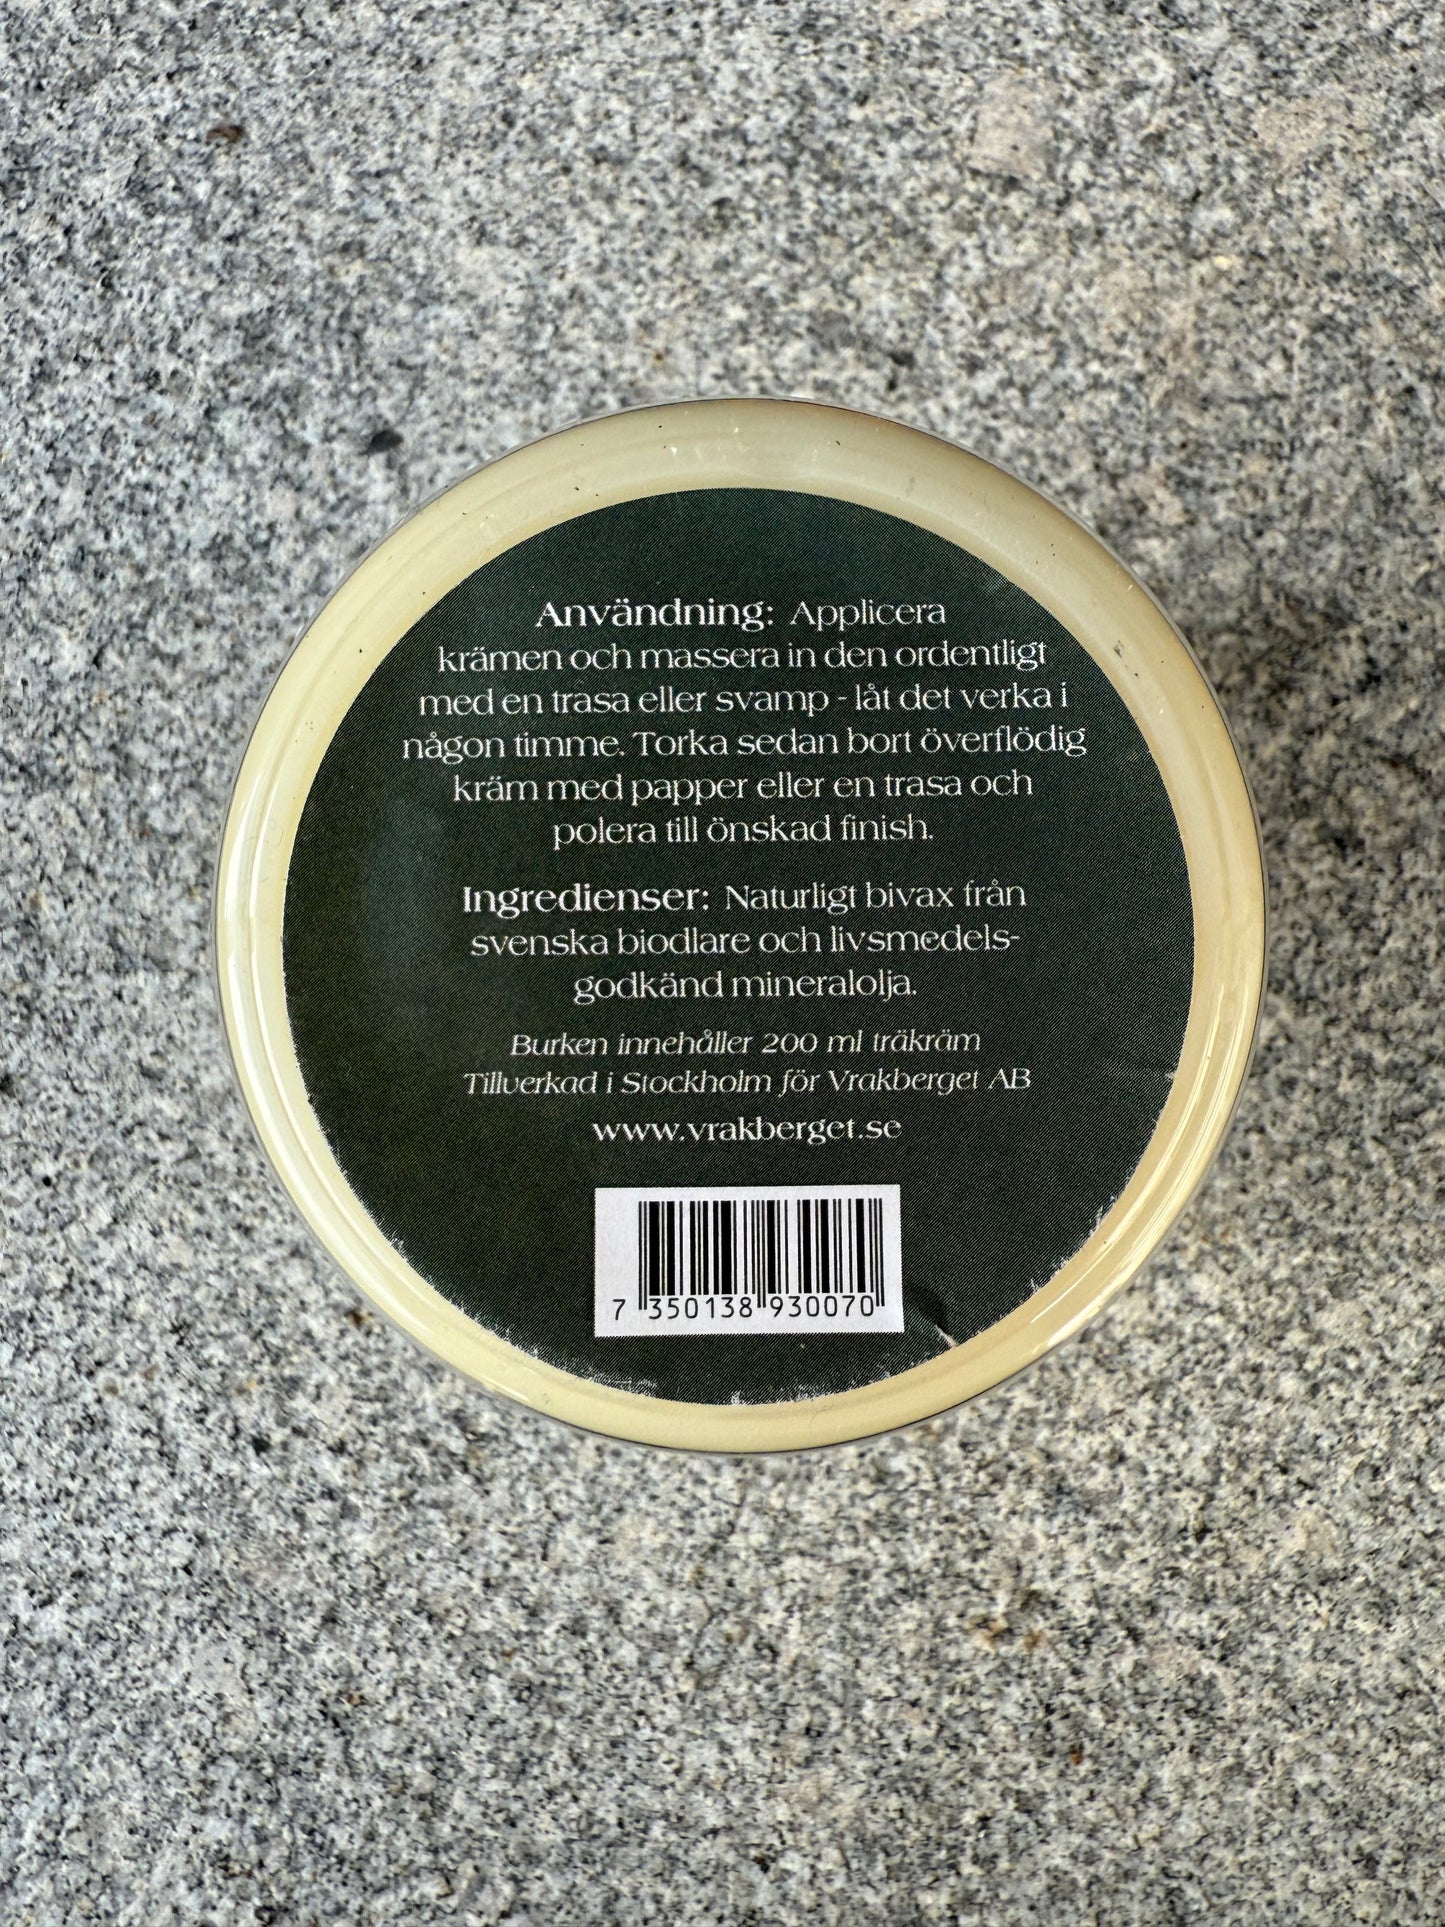 Användning: Applicera
krämen och massera in den ordentligt
med en trasa eller svamp - låt det verka i
någon timme. Torka sedan bort överflödig
kräm med papper eller en trasa och
polera till önskad finish.
Ingredienser: Naturligt bivax från
svenska biodlare och livsmedels-
godkänd mineralolja.
Burken innehåller 200 ml träkräm
Tillverkad i Stockholm för Vrakberget AB
www.vrakberget.se
7 350138 930070